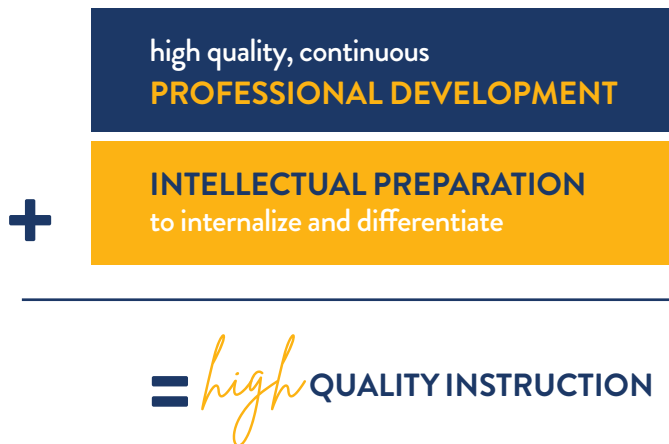 high quality, continuous
PROFESSIONAL DEVELOPMENT
+
INTELLECTUAL PREPARATION
to internalize and differentiate
= high QUALITY INSTRUCTION